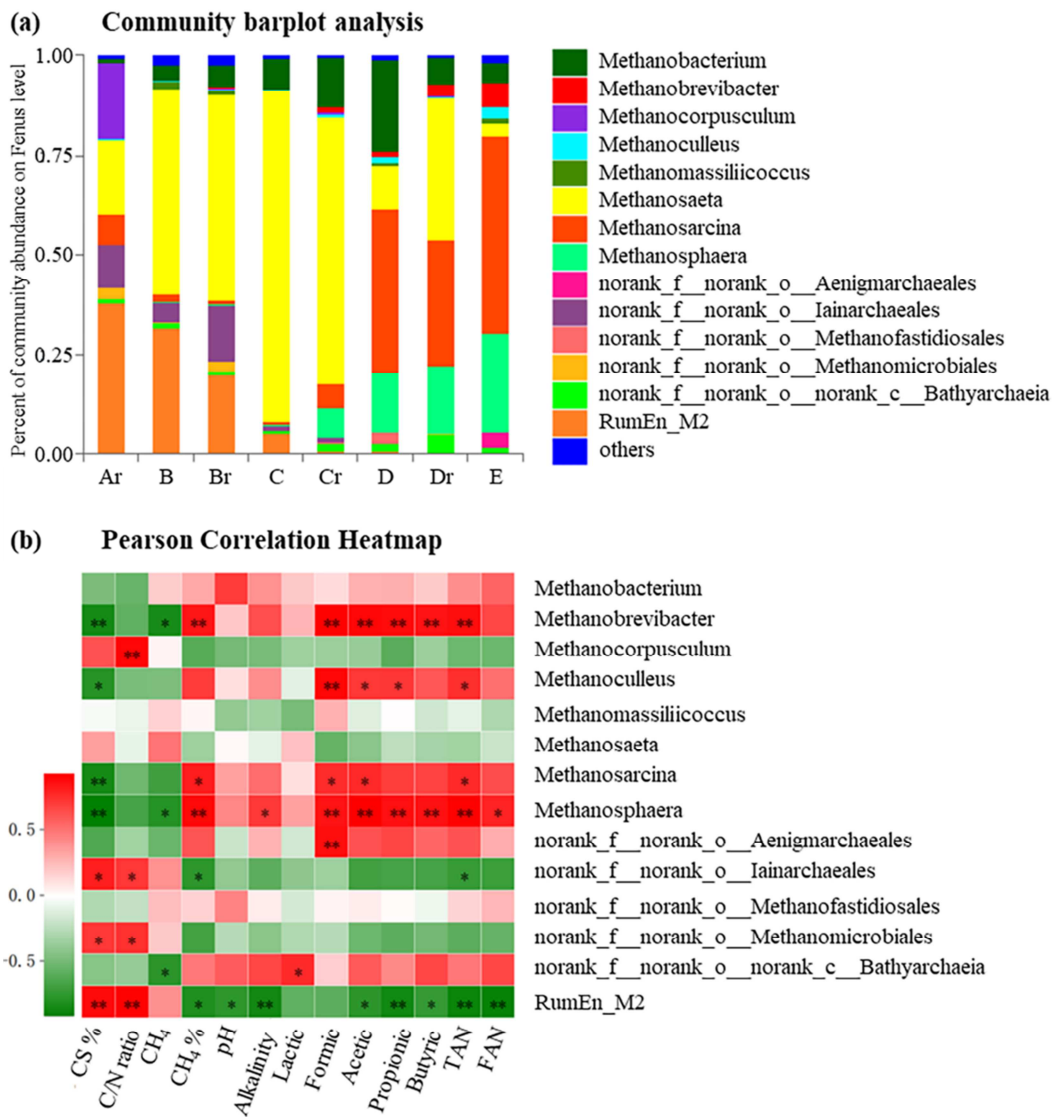 (a) Community barplot analysis
Percent of community abundance on Fenus level
1.00
0.75
0.50
0.25
0.00
Ar B Br C Cr D Dr E
Methanobacterium
Methanobrevibacter
Methanocorpusculum
Methanoculleus
Methanomassiliicoccus
Methanosaeta
Methanosarcina
Methanosphaera
norank_f__norank_o__Aenigmarchaeales
norank_f__norank_o__Iainarchaeales
norank_f__norank_o__Methanofastidiosales
norank_f__norank_o__Methanomicrobiales
norank_f__norank_o__norank_c__Bathyarchaeia
RumEn_M2
others
(b) Pearson Correlation Heatmap
Methanobacterium
** * ** ** ** ** ** ** Methanobrevibacter
** Methanocorpusculum
* ** * * * Methanoculleus
Methanomassiliicoccus
Methanosaeta
** * * * * Methanosarcina
** * ** * ** ** ** ** ** * Methanosphaera
** norank_f__norank_o__Aenigmarchaeales
* * * * norank_f__norank_o__Iainarchaeales
norank_f__norank_o__Methanofastidiosales
* * norank_f__norank_o__Methanomicrobiales
* * norank_f__norank_o__norank_c__Bathyarchaeia
** ** * * ** * ** * ** ** RumEn_M2
0.5
0.0
-0.5
CS %
C/N ratio
CH₄
CH₄ %
pH
Alkalinity
Lactic
Formic
Acetic
Propionic
Butyric
TAN
FAN